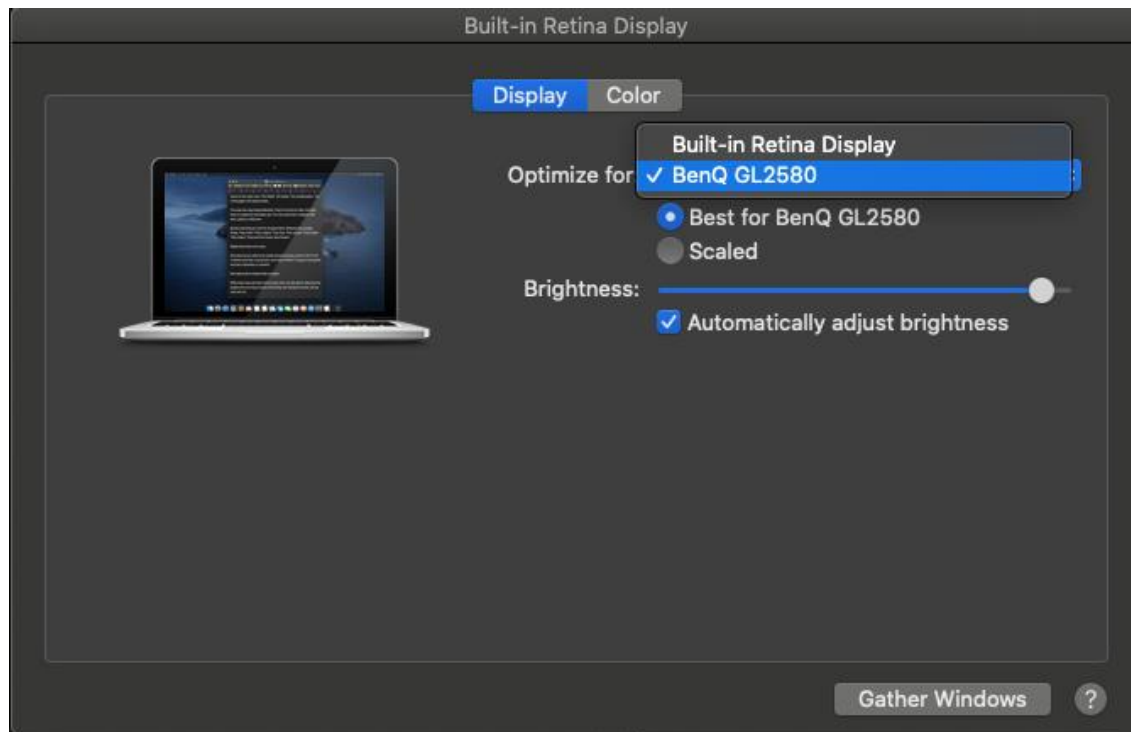 Built-in Retina Display
Display Color
Built-in Retina Display
Optimize for ✓ BenQ GL2580
Best for BenQ GL2580
Scaled
Brightness:
Automatically adjust brightness
Gather Windows ?